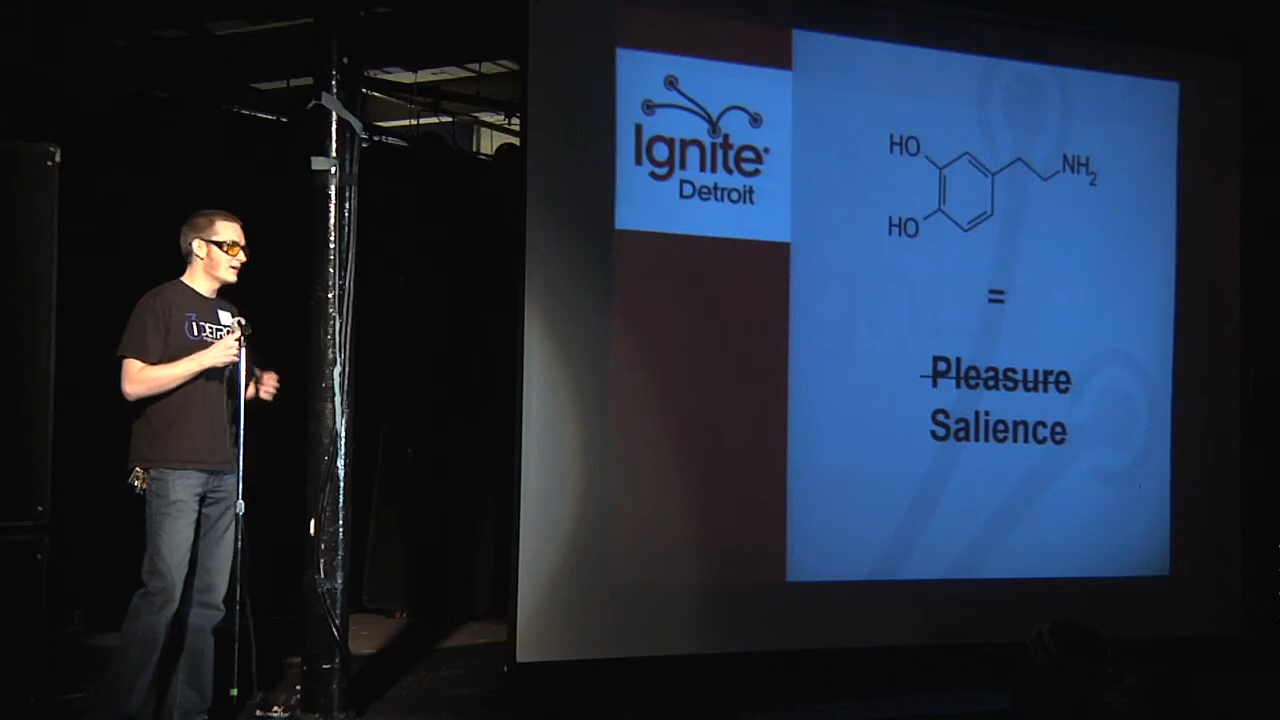 Ignite
Detroit
HO
NH2
HO
=
Pleasure
Salience